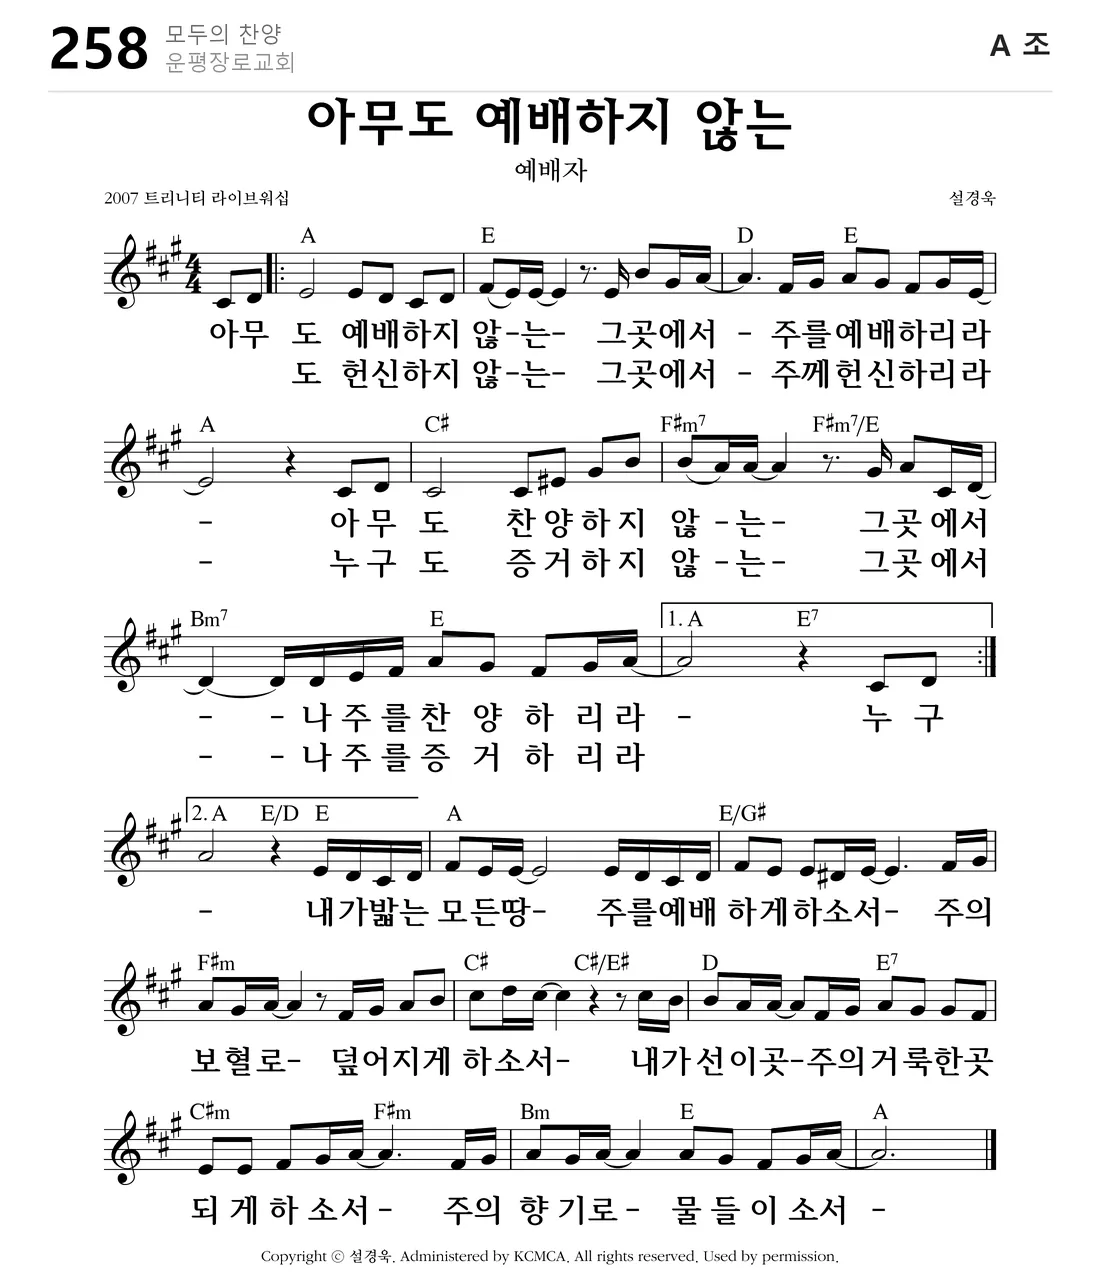 258 모두의 찬양
운평장로교회
A 조
아무도 예배하지 않는
예배자
2007 트리니티 라이브워십 설경욱
4/4
A E D E
아무 도 예배하지 않-는- 그곳에서 - 주를예배하리라
도 헌신하지 않-는- 그곳에서 - 주께헌신하리라
A C# F#m7 F#m7/E
- 아무 도 찬양하지 않-는- 그곳에서
- 누구 도 증거하지 않-는- 그곳에서
Bm7 E 1. A E7
- - 나주를찬양하리라 - 누구
- - 나주를증거하리라
2. A E/D E A E/G#
- 내가밟는 모든땅- 주를예배 하게하소서- 주의
F#m C# C#/E# D E7
보혈로- 덮어지게 하소서- 내가선이곳-주의거룩한곳
C#m F#m Bm E A
되게하소서- 주의 향기로- 물들이소서 -
Copyright ⓒ 설경욱. Administered by KCMCA. All rights reserved. Used by permission.